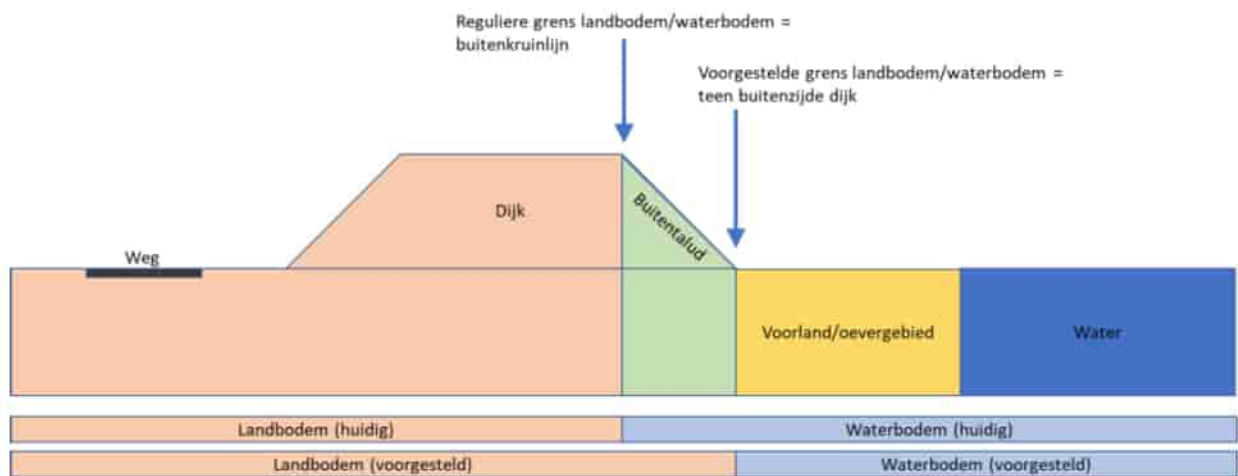 Reguliere grens landbodem/waterbodem =
buitenkruinlijn
Voorgestelde grens landbodem/waterbodem =
teen buitenzijde dijk
Dijk
Buitentalud
Weg
Voorland/oevergebied
Water
Landbodem (huidig)
Waterbodem (huidig)
Landbodem (voorgesteld)
Waterbodem (voorgesteld)